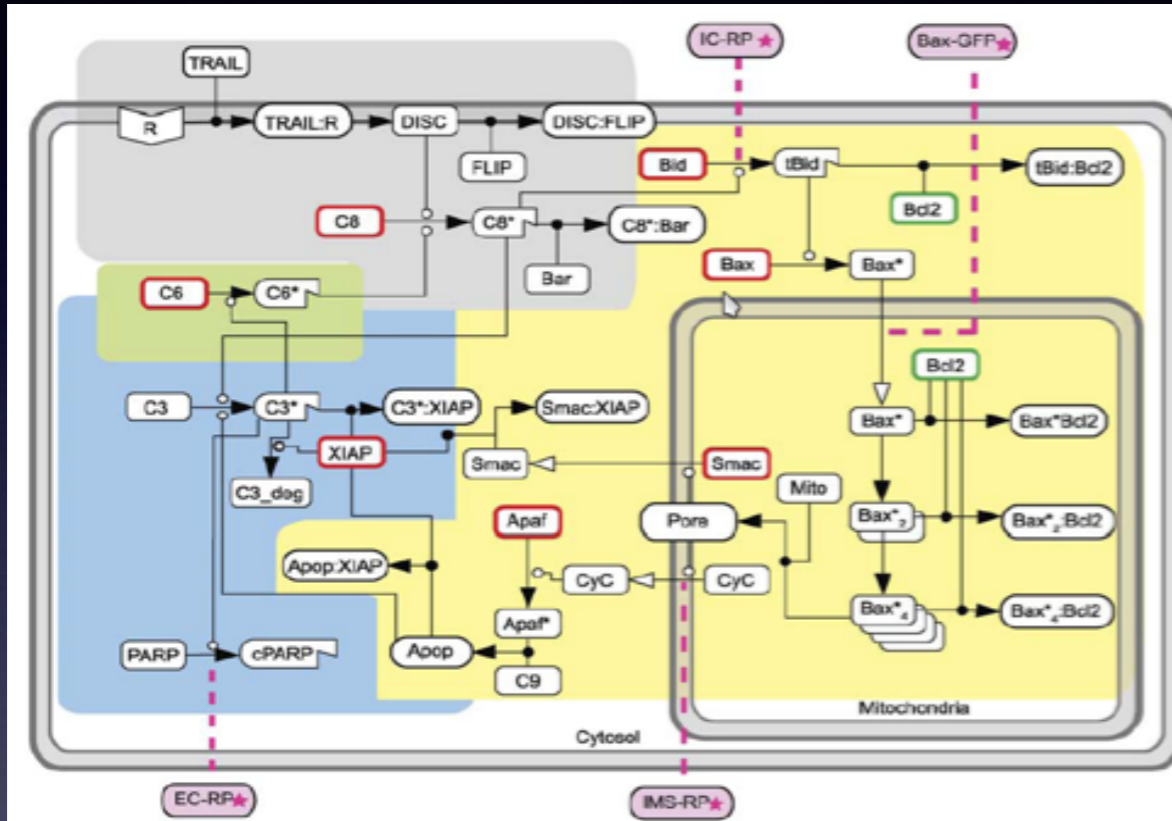 IC-RP★
Bax-GFP★
TRAIL
R
TRAIL:R
DISC
DISC:FLIP
FLIP
Bid
tBid
tBid:Bcl2
Bcl2
C8
C8*
C8*:Bar
Bar
Bax
Bax*
C6
C6*
Bcl2
C3
C3*
C3*:XIAP
Smac:XIAP
Bax*
Bax*Bcl2
XIAP
Smac
Smac
Mito
C3_deg
Apaf
Pore
Bax*2
Bax*2:Bcl2
Apop:XIAP
CyC
CyC
Apaf*
Bax*4
Bax*4:Bcl2
PARP
cPARP
Apop
C9
Mitochondria
Cytosol
EC-RP★
IMS-RP★